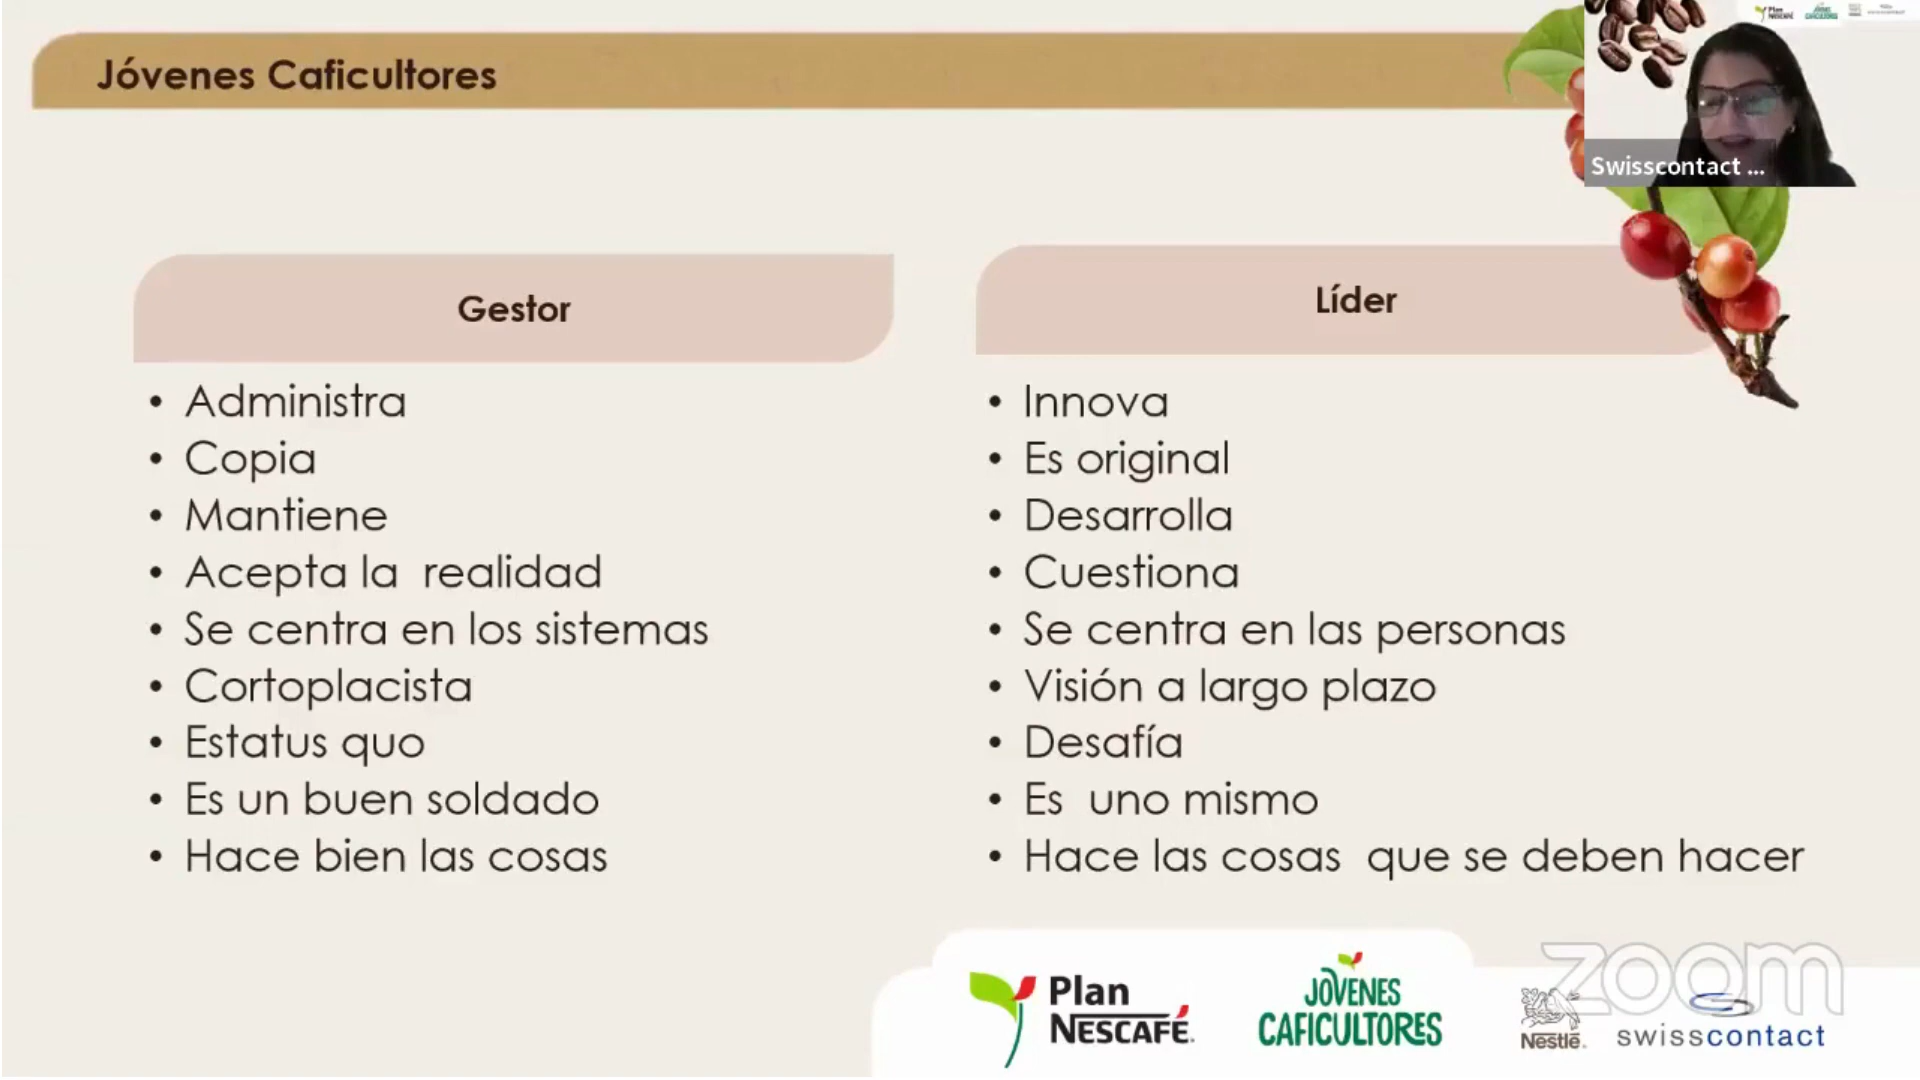 Jóvenes Caficultores
Swisscontact ...
Gestor
• Administra
• Copia
• Mantiene
• Acepta la realidad
• Se centra en los sistemas
• Cortoplacista
• Estatus quo
• Es un buen soldado
• Hace bien las cosas
Líder
• Innova
• Es original
• Desarrolla
• Cuestiona
• Se centra en las personas
• Visión a largo plazo
• Desafía
• Es uno mismo
• Hace las cosas que se deben hacer
Plan
NESCAFÉ.
JÓVENES
CAFICULTORES
Nestlé.
zoom
swisscontact